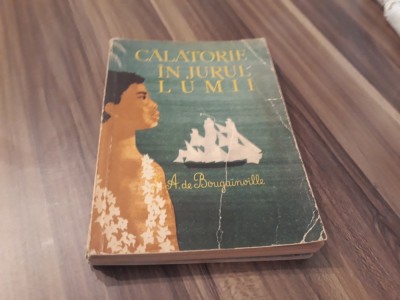 CALATORIE
IN JURUL
LUMII
A. de Bougainville